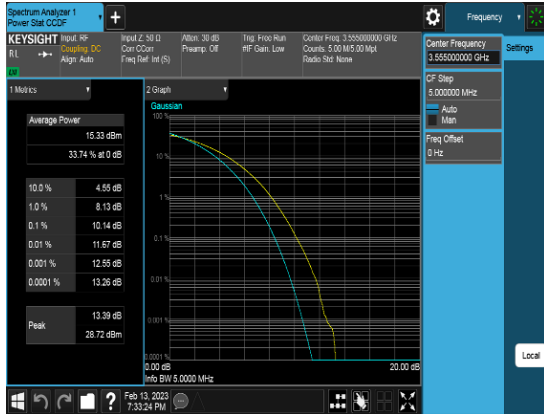 Spectrum Analyzer 1
Power Stat CCDF
+
Frequency
KEYSIGHT
Input: RF
Coupling: DC
Align: Auto
Input Z: 50 Ω
Corr CCorr
Freq Ref: Int (S)
Atten: 30 dB
Preamp: Off
Trig: Free Run
#IF Gain: Low
Center Freq: 3.555000000 GHz
Counts: 5.00 M/5.00 Mpt
Radio Std: None
RL
LXI
Center Frequency
3.555000000 GHz
Settings
CF Step
5.000000 MHz
Auto
Man
Freq Offset
0 Hz
Local
1 Metrics
Average Power
15.33 dBm
33.74 % at 0 dB
10.0 % 4.55 dB
1.0 % 8.13 dB
0.1 % 10.14 dB
0.01 % 11.67 dB
0.001 % 12.55 dB
0.0001 % 13.26 dB
Peak
13.39 dB
28.72 dBm
2 Graph
Gaussian
100 %
10 %
1 %
0.1 %
0.01 %
0.001 %
0.0001 %
0.00 dB
20.00 dB
Info BW 5.0000 MHz
?
Feb 13, 2023
7:33:24 PM